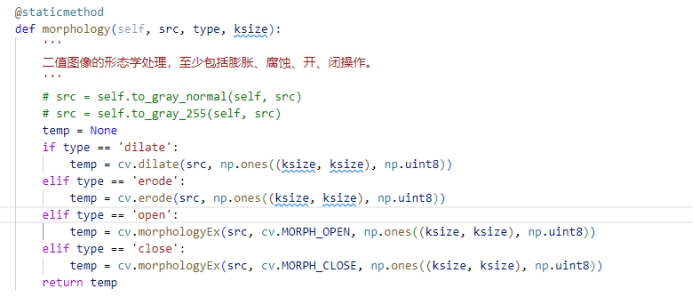 @staticmethod
def morphology(self, src, type, ksize):
    '''
    二值图像的形态学处理，至少包括膨胀、腐蚀、开、闭操作。
    '''
    # src = self.to_gray_normal(self, src)
    # src = self.to_gray_255(self, src)
    temp = None
    if type == 'dilate':
        temp = cv.dilate(src, np.ones((ksize, ksize), np.uint8))
    elif type == 'erode':
        temp = cv.erode(src, np.ones((ksize, ksize), np.uint8))
    elif type == 'open':
        temp = cv.morphologyEx(src, cv.MORPH_OPEN, np.ones((ksize, ksize), np.uint8))
    elif type == 'close':
        temp = cv.morphologyEx(src, cv.MORPH_CLOSE, np.ones((ksize, ksize), np.uint8))
    return temp